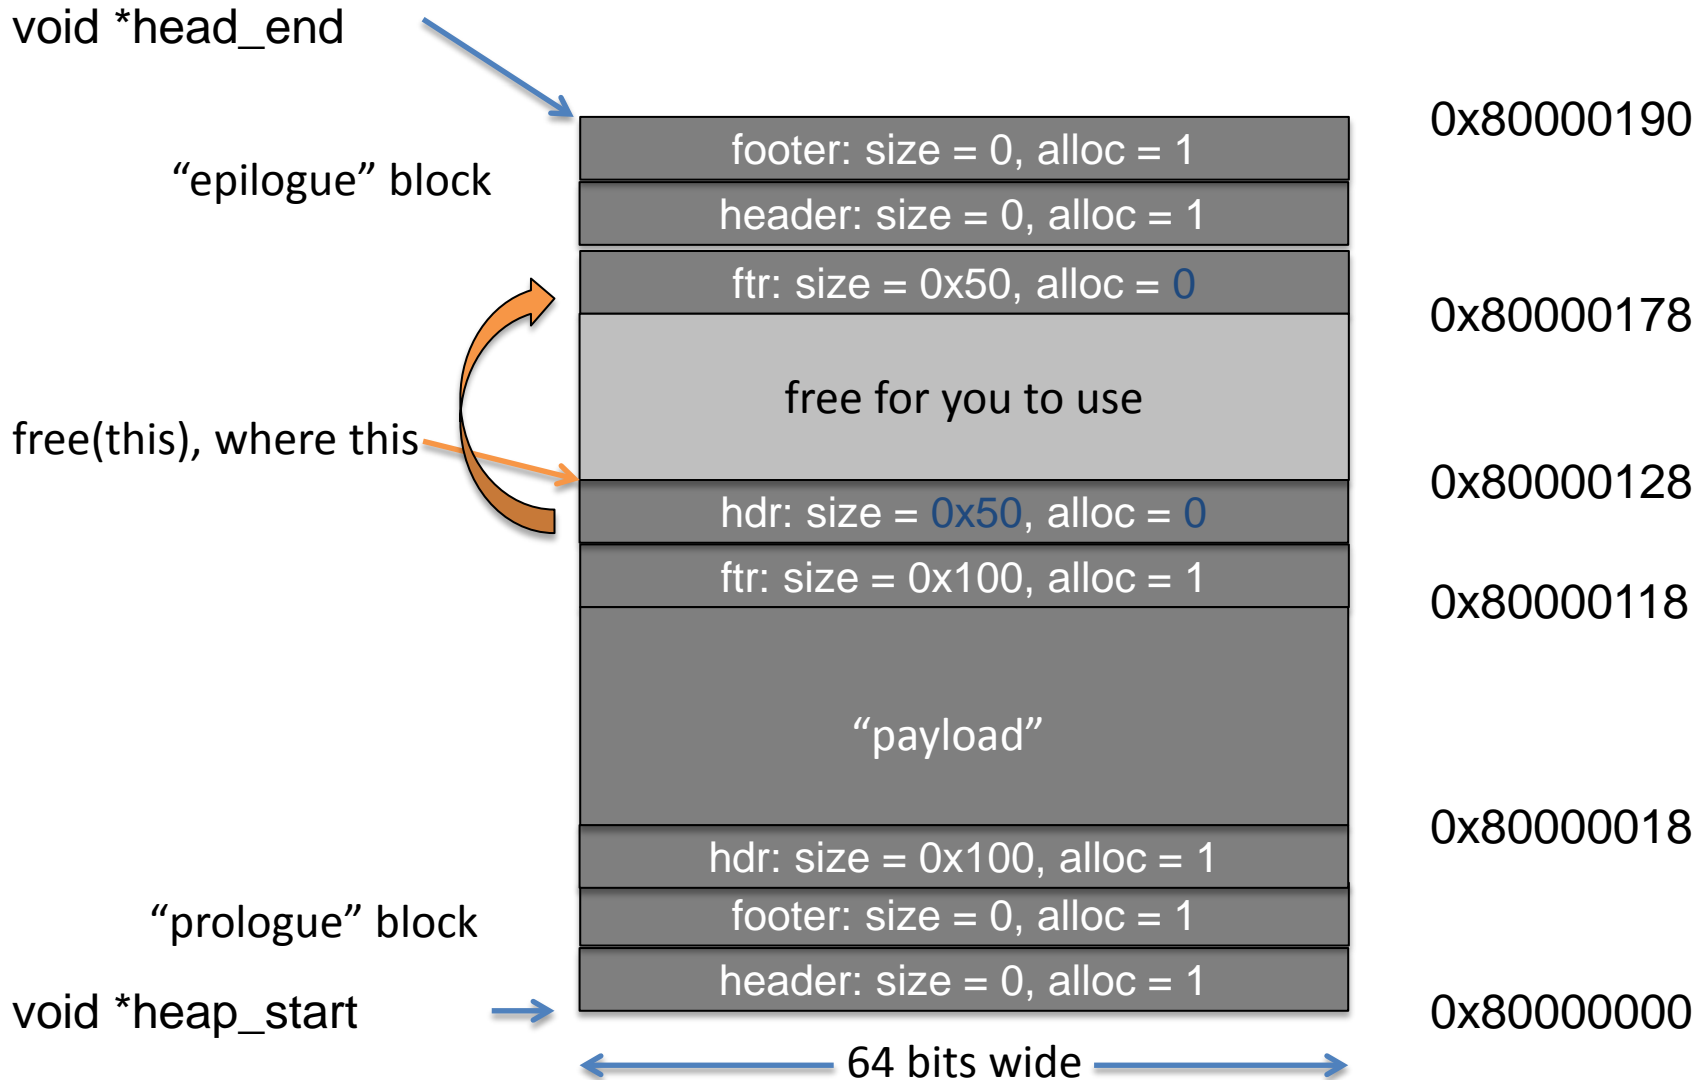 void *head_end
0x80000190
footer: size = 0, alloc = 1
“epilogue” block
header: size = 0, alloc = 1
ftr: size = 0x50, alloc = 0
0x80000178
free for you to use
free(this), where this
0x80000128
hdr: size = 0x50, alloc = 0
ftr: size = 0x100, alloc = 1
0x80000118
“payload”
0x80000018
hdr: size = 0x100, alloc = 1
“prologue” block
footer: size = 0, alloc = 1
header: size = 0, alloc = 1
void *heap_start
0x80000000
64 bits wide